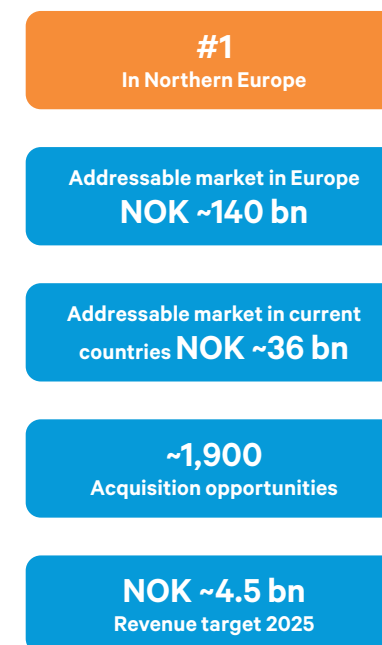 #1
In Northern Europe
Addressable market in Europe
NOK ~140 bn
Addressable market in current
countries NOK ~36 bn
~1,900
Acquisition opportunities
NOK ~4.5 bn
Revenue target 2025